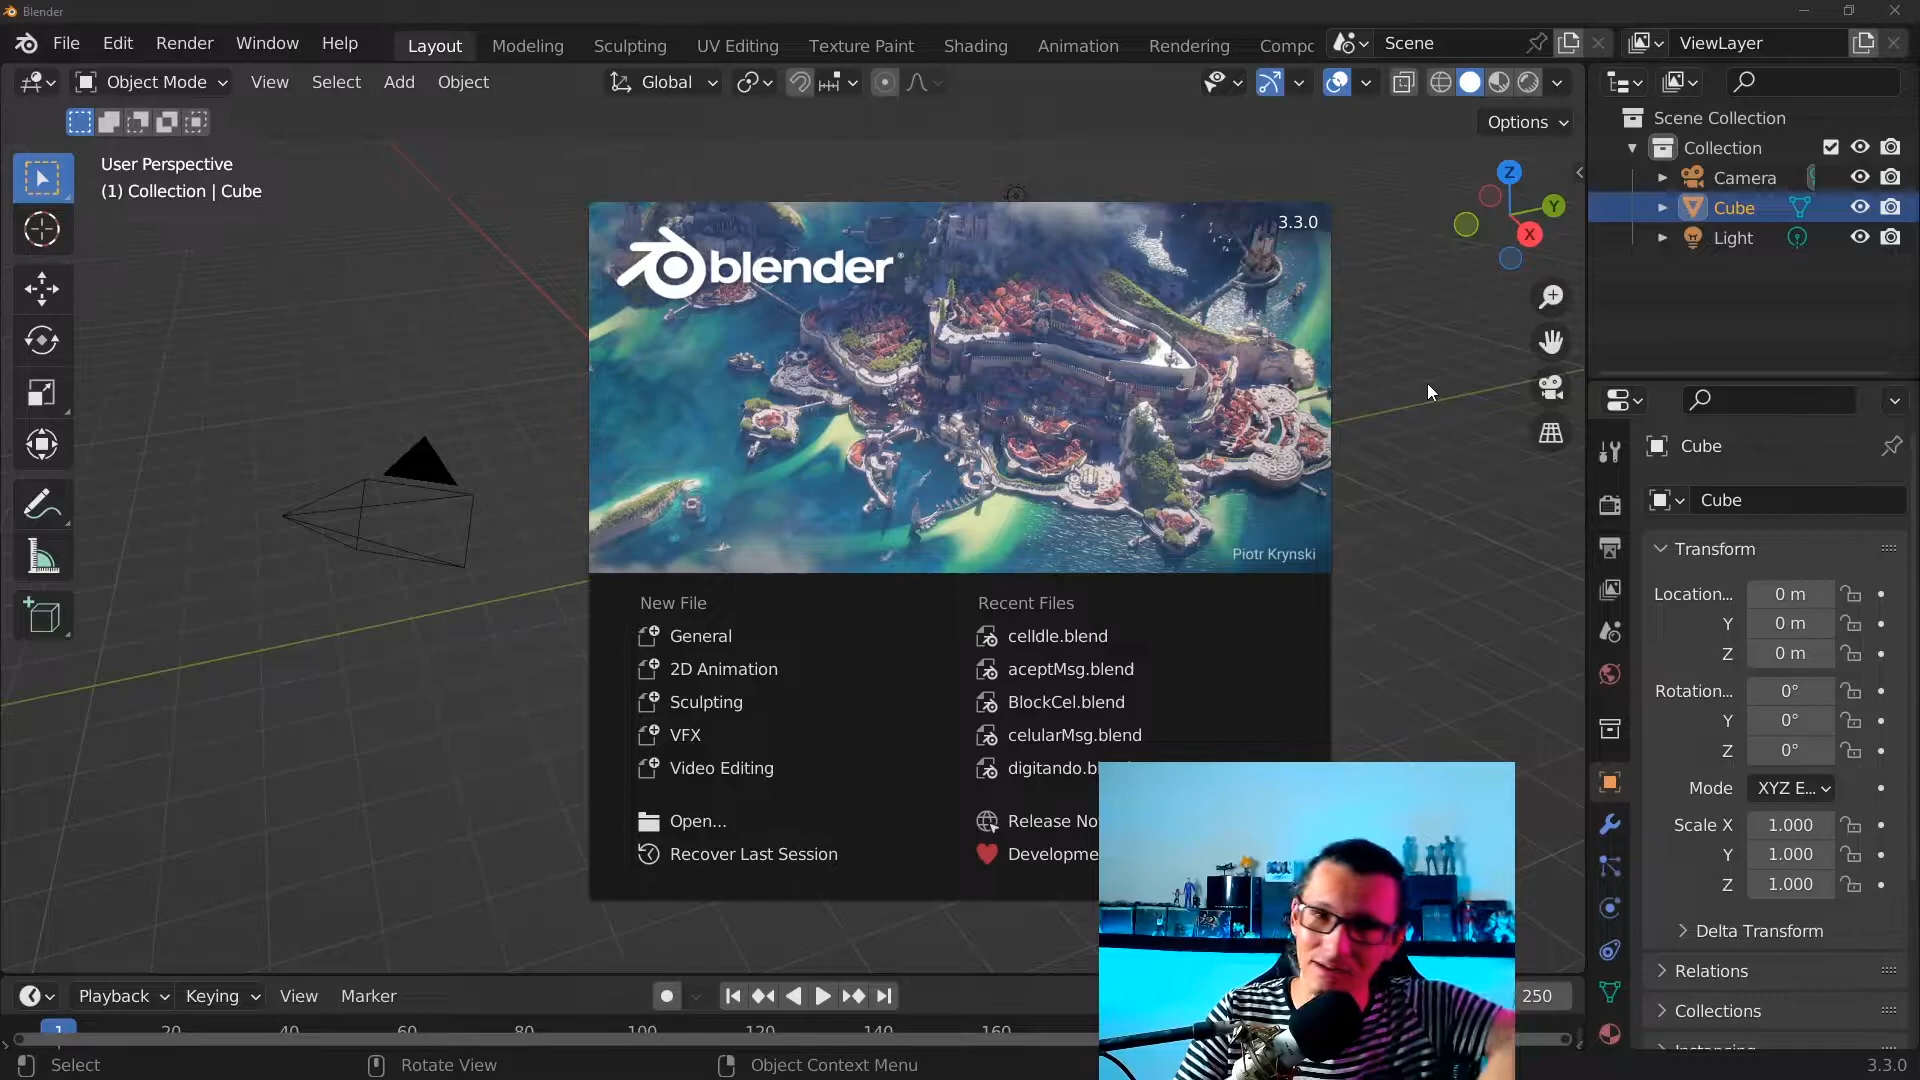 Blender
File Edit Render Window Help
Layout Modeling Sculpting UV Editing Texture Paint Shading Animation Rendering Compc
Scene
ViewLayer
Object Mode View Select Add Object
Global
Options
User Perspective
(1) Collection | Cube
Z
Y
X
3.3.0
blender
Piotr Krynski
New File
General
2D Animation
Sculpting
VFX
Video Editing
Open...
Recover Last Session
Recent Files
celldle.blend
aceptMsg.blend
BlockCel.blend
celularMsg.blend
digitando.b
Release No
Developme
Scene Collection
Collection
Camera
Cube
Light
Cube
Cube
Transform
Location... 0 m
Y 0 m
Z 0 m
Rotation... 0°
Y 0°
Z 0°
Mode XYZ E...
Scale X 1.000
Y 1.000
Z 1.000
Delta Transform
Relations
Collections
Instancing
Playback Keying View Marker
250
1 20 40 60 80 100 120 140 160
Select Rotate View Object Context Menu
3.3.0